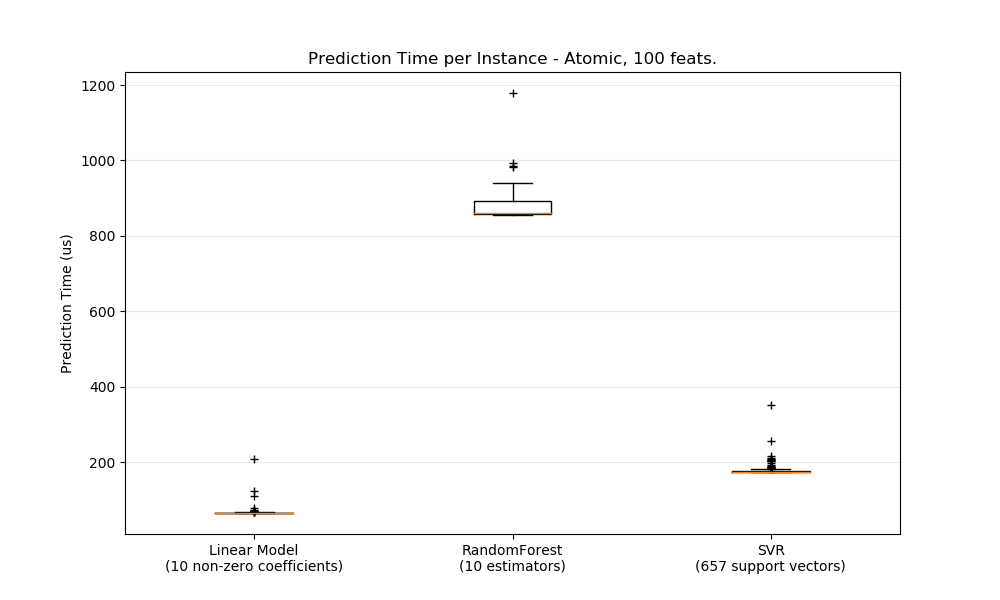 Prediction Time per Instance - Atomic, 100 feats.
1200
1000
800
600
400
200
Prediction Time (us)
Linear Model
(10 non-zero coefficients)
RandomForest
(10 estimators)
SVR
(657 support vectors)